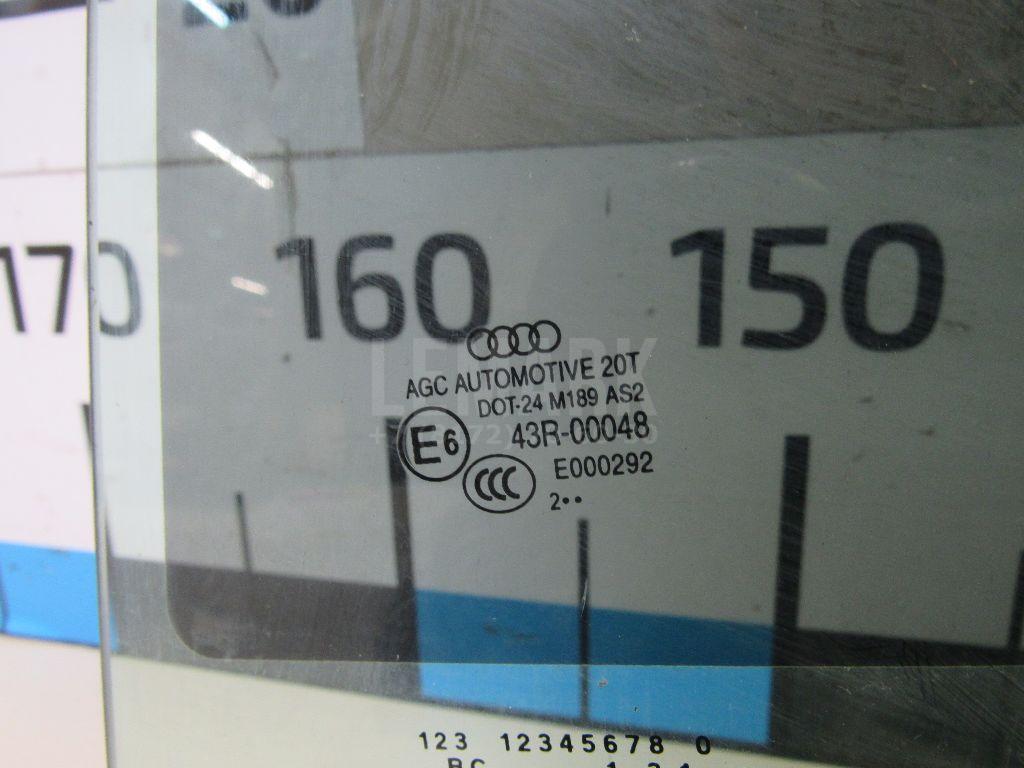 170 160 150
AGC AUTOMOTIVE 20T
DOT-24 M189 AS2
E6 43R-00048
CCC E000292
2••
123 12345678 0